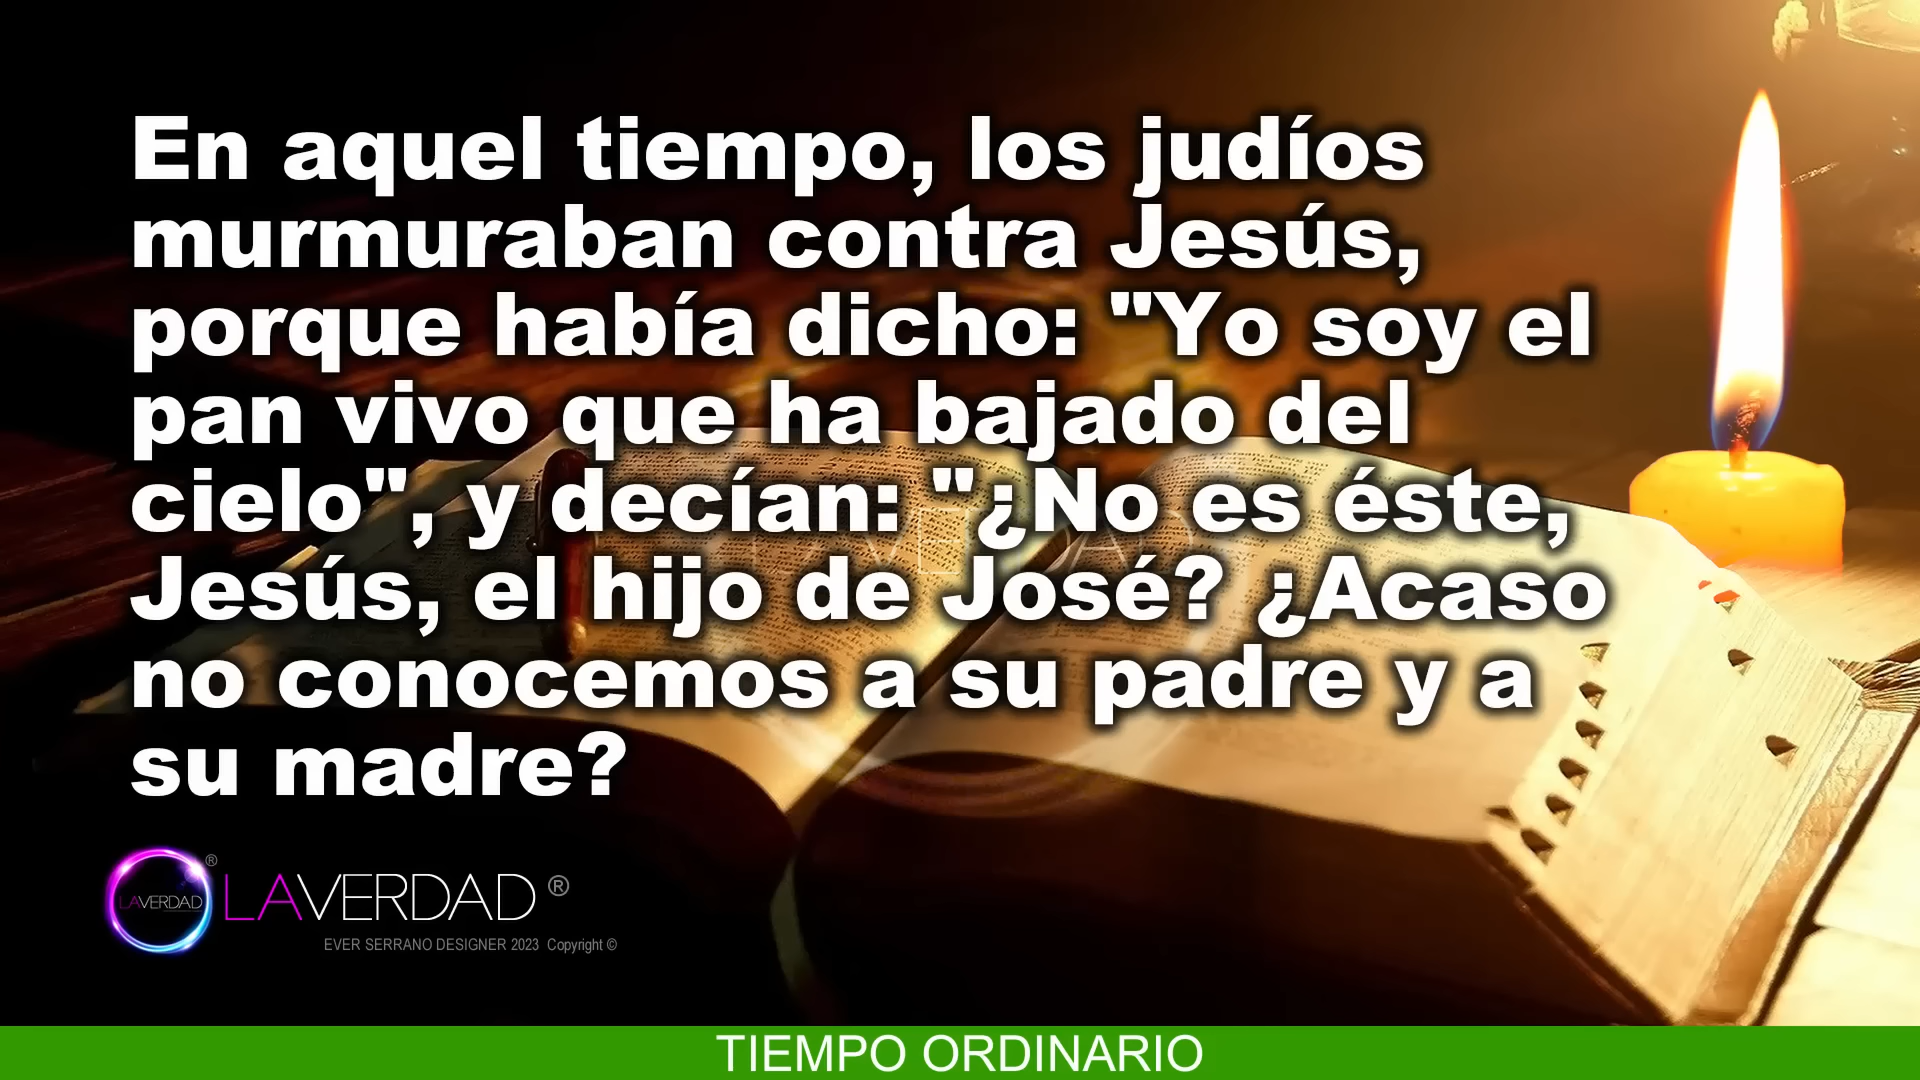 En aquel tiempo, los judíos
murmuraban contra Jesús,
porque había dicho: "Yo soy el
pan vivo que ha bajado del
cielo", y decían: "¿No es éste,
Jesús, el hijo de José? ¿Acaso
no conocemos a su padre y a
su madre?
LAVERDAD ®
LAVERDAD ®
EVER SERRANO DESIGNER 2023 Copyright ©
TIEMPO ORDINARIO